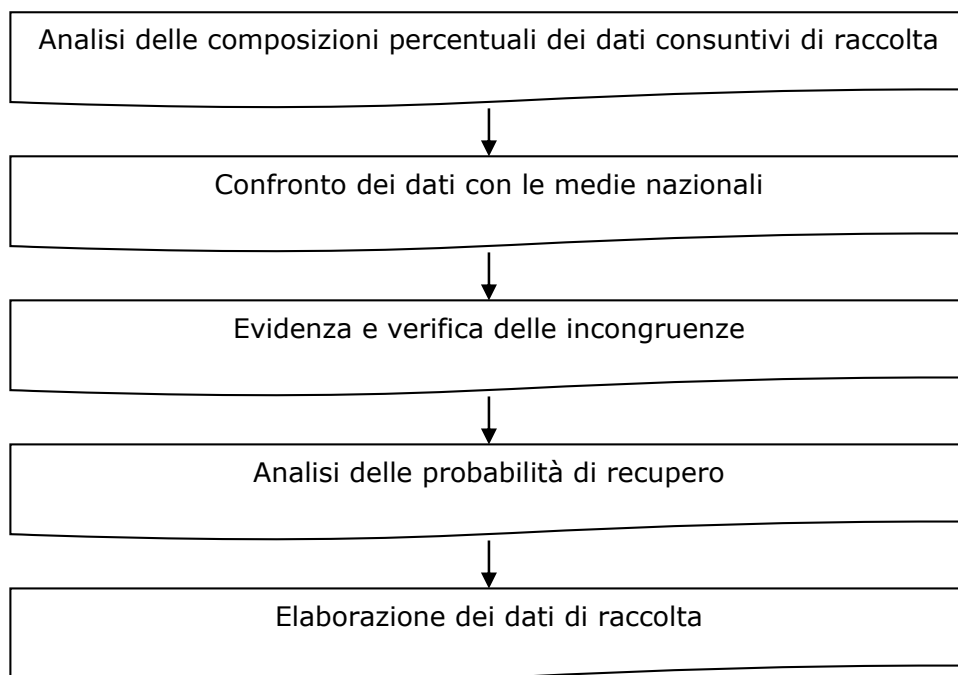 Analisi delle composizioni percentuali dei dati consuntivi di raccolta
Confronto dei dati con le medie nazionali
Evidenza e verifica delle incongruenze
Analisi delle probabilità di recupero
Elaborazione dei dati di raccolta